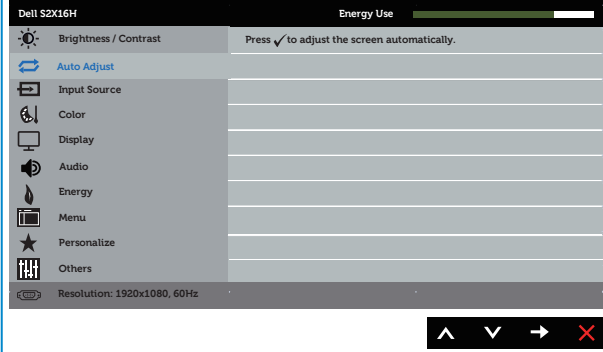 Dell S2X16H
Energy Use
Brightness / Contrast
Press ✓ to adjust the screen automatically.
Auto Adjust
Input Source
Color
Display
Audio
Energy
Menu
Personalize
Others
Resolution: 1920x1080, 60Hz